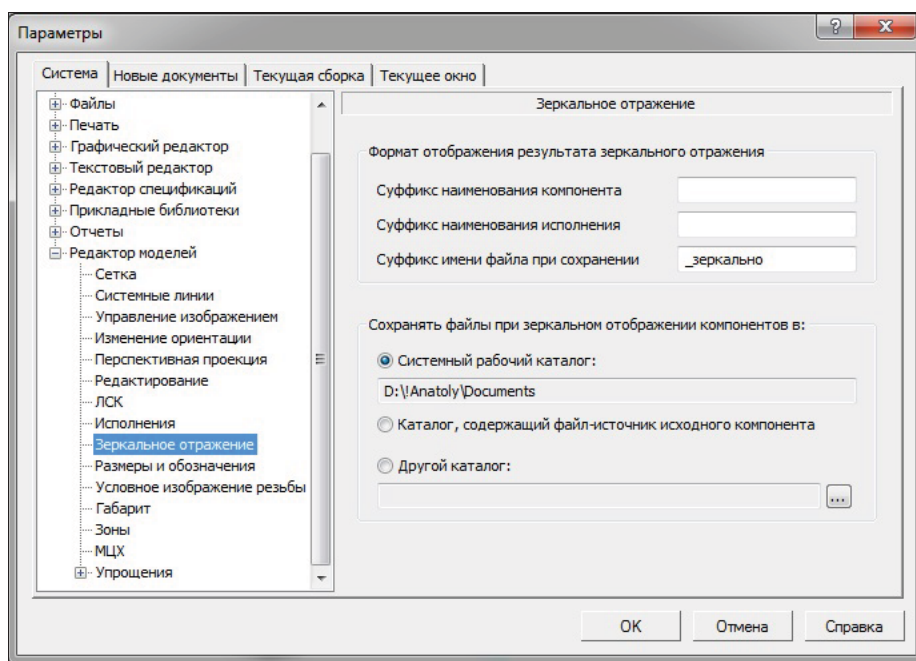 Параметры
Система Новые документы Текущая сборка Текущее окно
Файлы
Печать
Графический редактор
Текстовый редактор
Редактор спецификаций
Прикладные библиотеки
Отчеты
Редактор моделей
Сетка
Системные линии
Управление изображением
Изменение ориентации
Перспективная проекция
Редактирование
ЛСК
Исполнения
Зеркальное отражение
Размеры и обозначения
Условное изображение резьбы
Габарит
Зоны
МЦХ
Упрощения
Зеркальное отражение
Формат отображения результата зеркального отражения
Суффикс наименования компонента
Суффикс наименования исполнения
Суффикс имени файла при сохранении _зеркально
Сохранять файлы при зеркальном отображении компонентов в:
Системный рабочий каталог:
D:\!Anatoly\Documents
Каталог, содержащий файл-источник исходного компонента
Другой каталог:
...
OK Отмена Справка